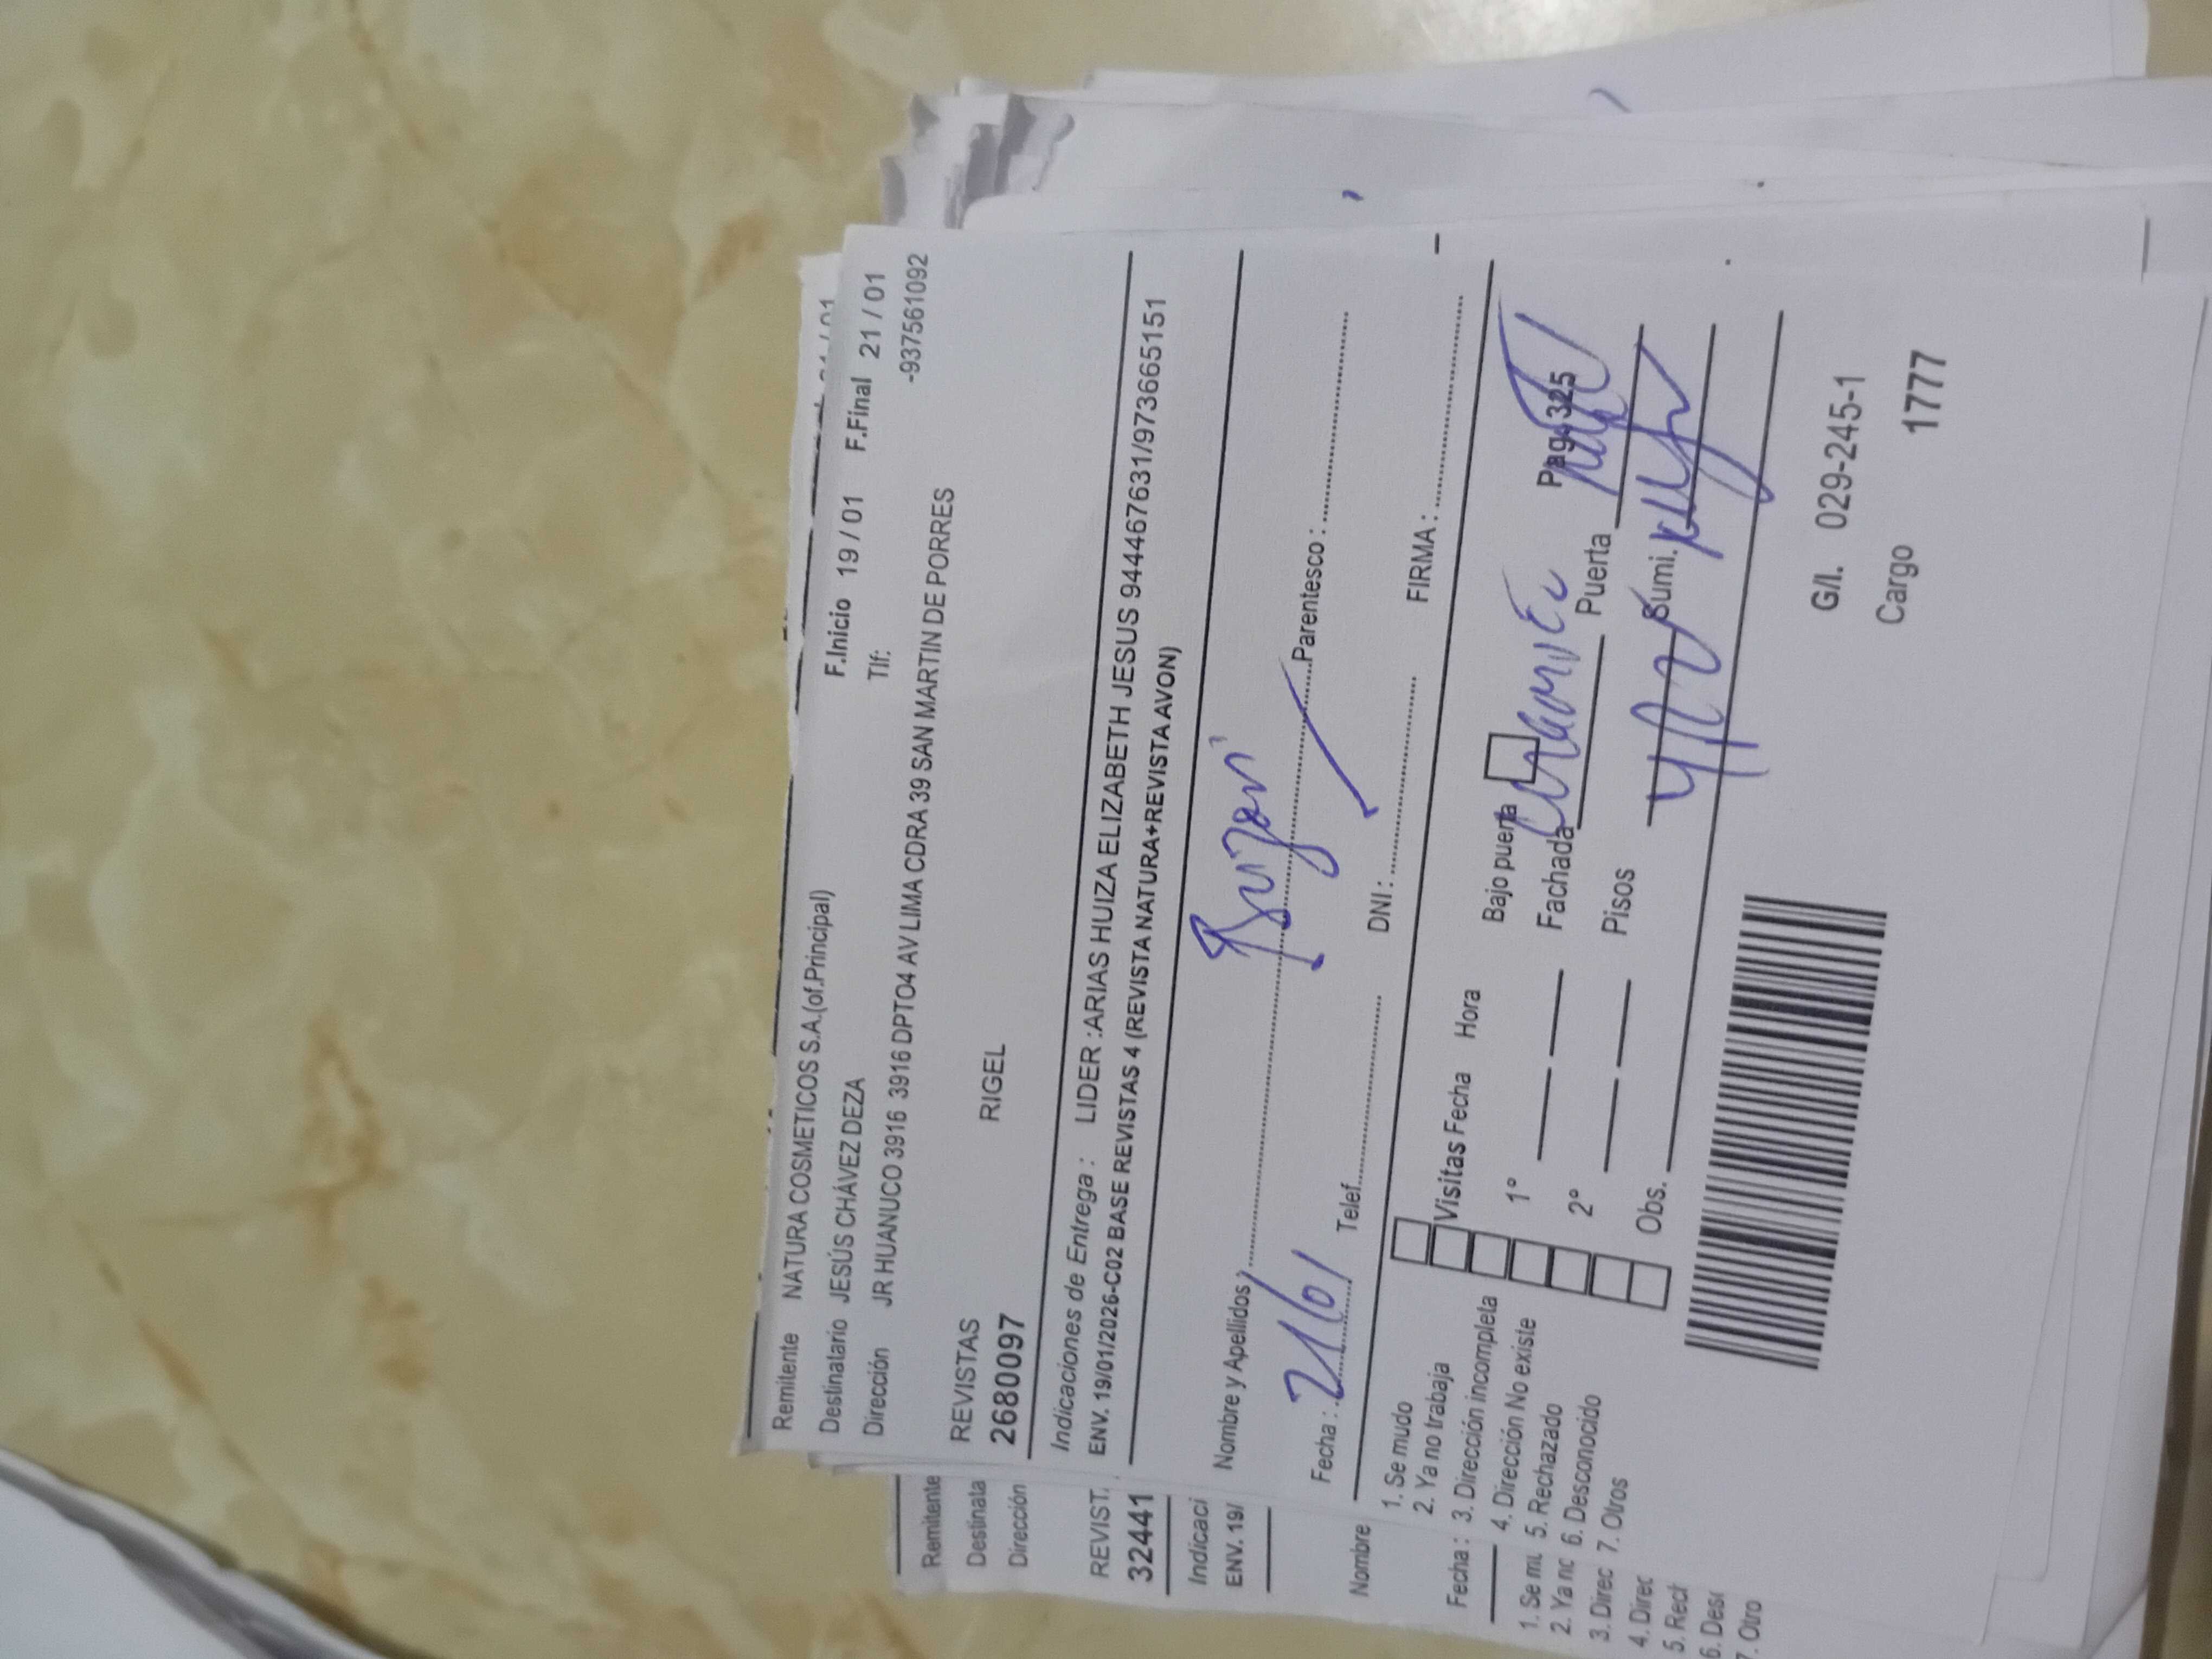 Remitente NATURA COSMETICOS S.A.(of.Principal) F.Inicio 19 / 01 F.Final 21 / 01
Destinatario JESÚS CHÁVEZ DEZA Tlf: -937561092
Dirección JR HUANUCO 3916 3916 DPTO4 AV LIMA CDRA 39 SAN MARTIN DE PORRES
REVISTAS RIGEL
2680097
Indicaciones de Entrega : LIDER :ARIAS HUIZA ELIZABETH JESUS 944467631/973665151
ENV. 19/01/2026-C02 BASE REVISTAS 4 (REVISTA NATURA+REVISTA AVON)
Nombre y Apellidos Parentesco :
Fecha : 21/01 Telef. DNI : FIRMA :
1. Se mudo
2. Ya no trabaja
3. Dirección incompleta
4. Dirección No existe
5. Rechazado
6. Desconocido
7. Otros
Visitas Fecha Hora Bajo puerta Pag. 325
1° Fachada Puerta
2° Pisos Sumi.
Obs.
G/I. 029-245-1
Cargo 1777
Remitente
Destinata
Dirección
REVIST.
32441
Indicaci
ENV. 19/
Nombre
Fecha :
1. Se mu
2. Ya nc
3. Direc
4. Direc
5. Rech
6. Desc
7. Otro